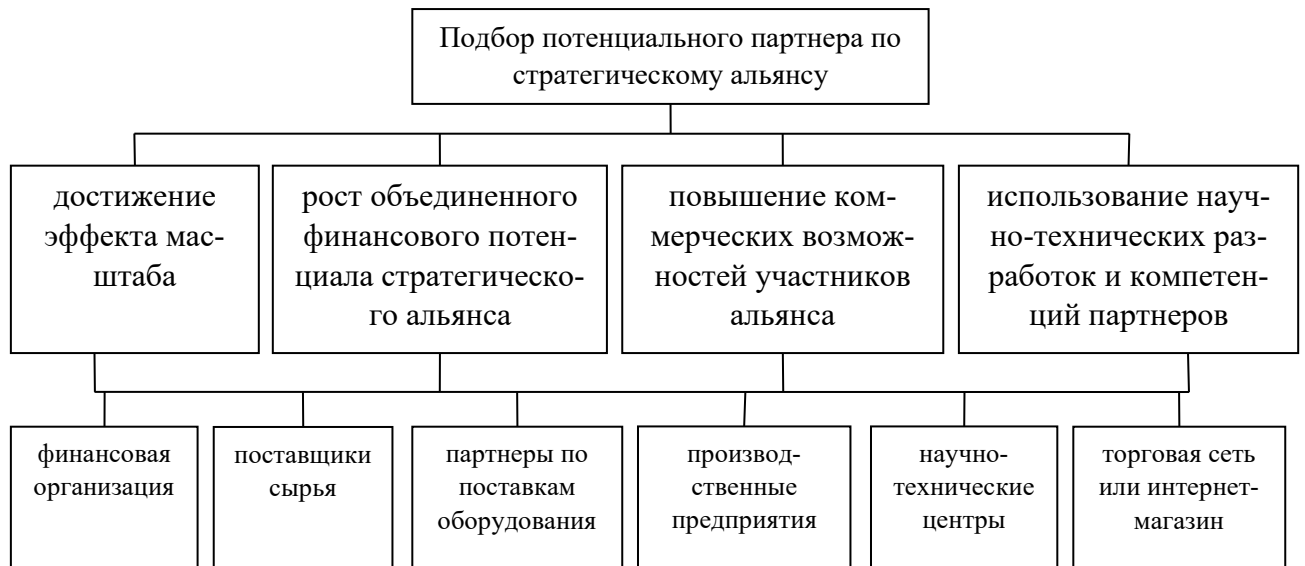 Подбор потенциального партнера по
стратегическому альянсу
достижение
эффекта мас-
штаба
рост объединенного
финансового потен-
циала стратегическо-
го альянса
повышение ком-
мерческих возмож-
ностей участников
альянса
использование науч-
но-технических раз-
работок и компетен-
ций партнеров
финансовая
организация
поставщики
сырья
партнеры по
поставкам
оборудования
производ-
ственные
предприятия
научно-
технические
центры
торговая сеть
или интернет-
магазин